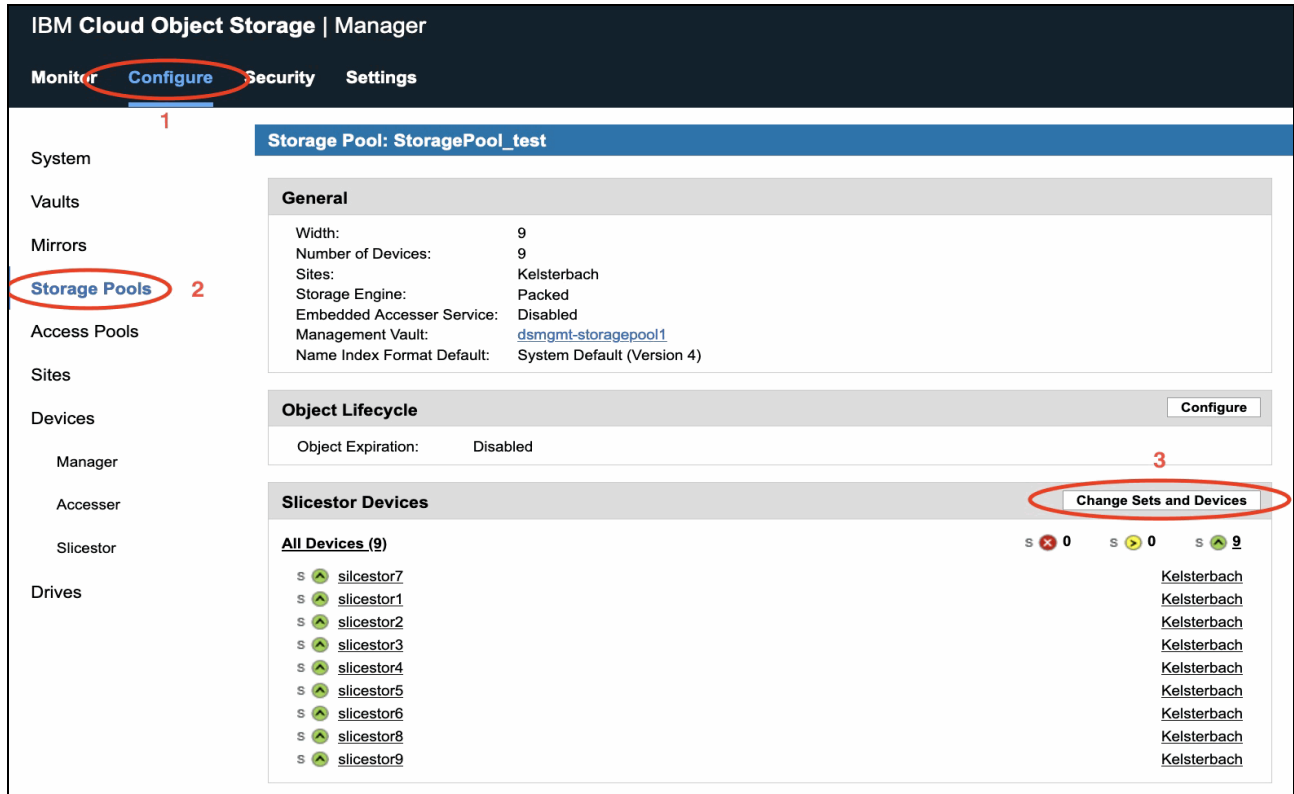 IBM Cloud Object Storage | Manager
Monitor Configure Security Settings
1
System
Vaults
Mirrors
Storage Pools 2
Access Pools
Sites
Devices
Manager
Accesser
Slicestor
Drives
Storage Pool: StoragePool_test
General
Width: 9
Number of Devices: 9
Sites: Kelsterbach
Storage Engine: Packed
Embedded Accesser Service: Disabled
Management Vault: dsmgmt-storagepool1
Name Index Format Default: System Default (Version 4)
Object Lifecycle Configure
Object Expiration: Disabled
3
Slicestor Devices Change Sets and Devices
All Devices (9) S 0 S 0 S 9
S silcestor7 Kelsterbach
S slicestor1 Kelsterbach
S slicestor2 Kelsterbach
S slicestor3 Kelsterbach
S slicestor4 Kelsterbach
S slicestor5 Kelsterbach
S slicestor6 Kelsterbach
S slicestor8 Kelsterbach
S slicestor9 Kelsterbach